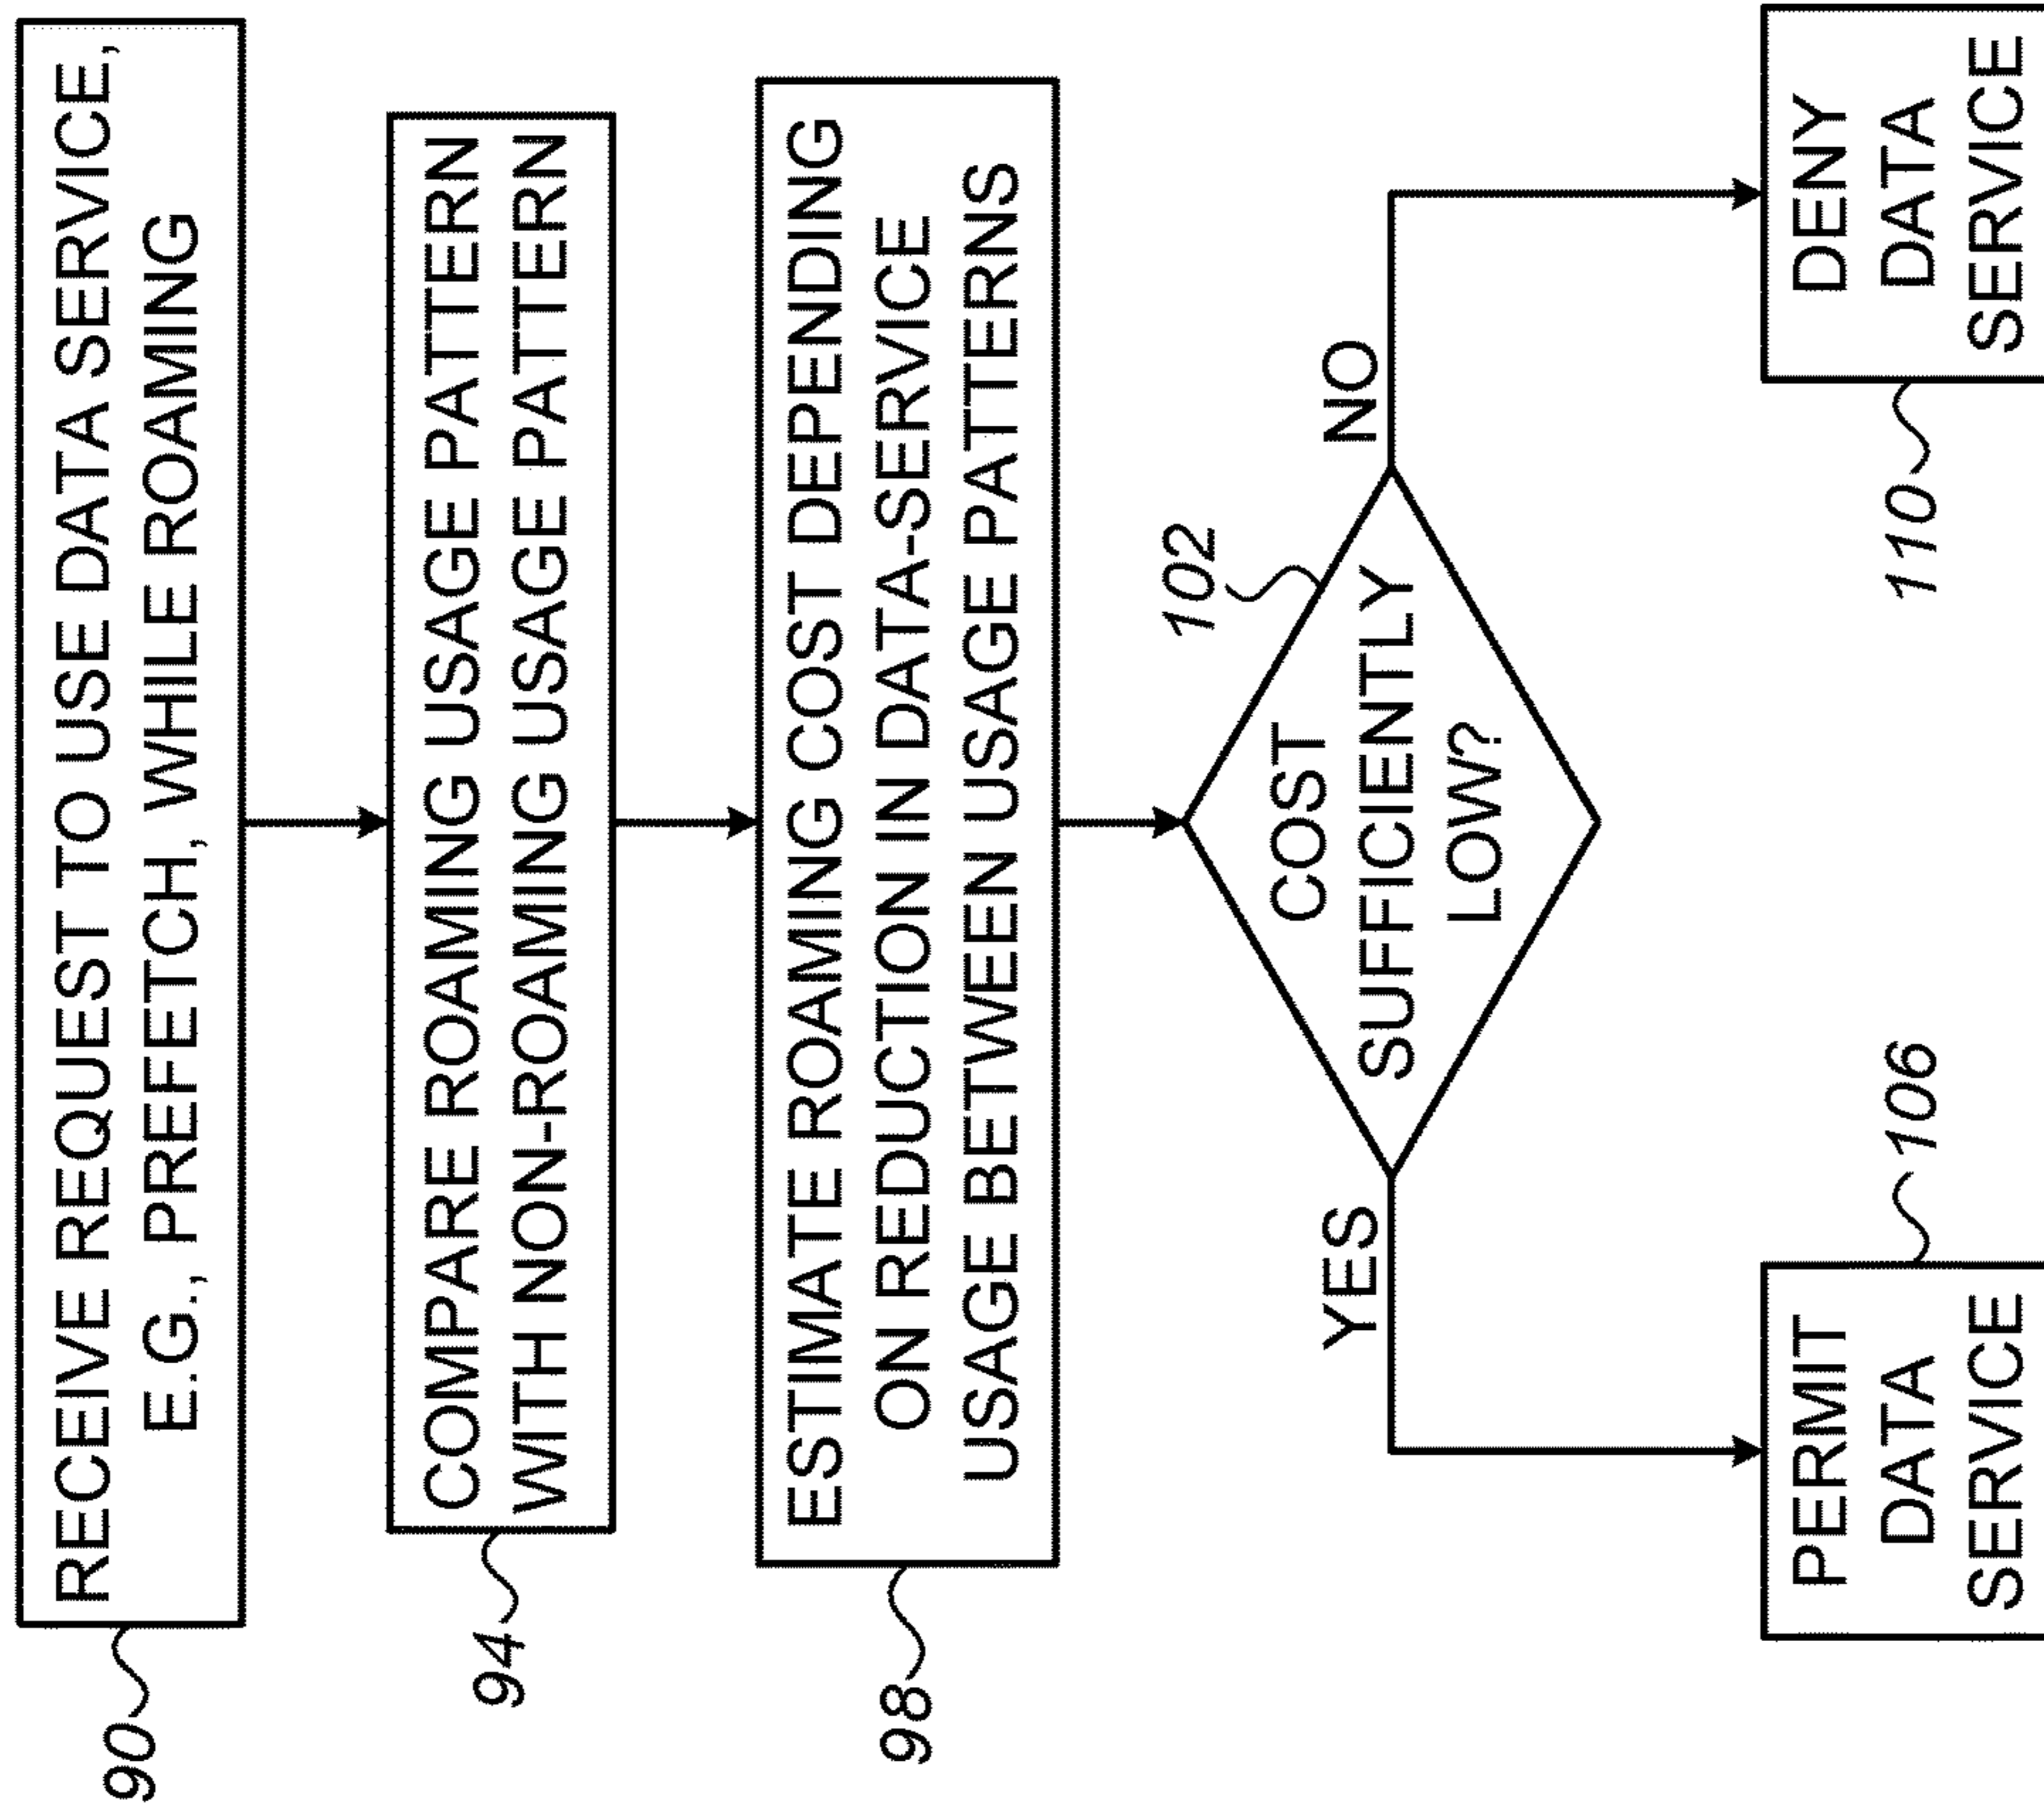 90
RECEIVE REQUEST TO USE DATA SERVICE,
E.G., PREFETCH, WHILE ROAMING
94
COMPARE ROAMING USAGE PATTERN
WITH NON-ROAMING USAGE PATTERN
98
ESTIMATE ROAMING COST DEPENDING
ON REDUCTION IN DATA-SERVICE
USAGE BETWEEN USAGE PATTERNS
102
COST
SUFFICIENTLY
LOW?
YES
NO
106
PERMIT
DATA
SERVICE
110
DENY
DATA
SERVICE